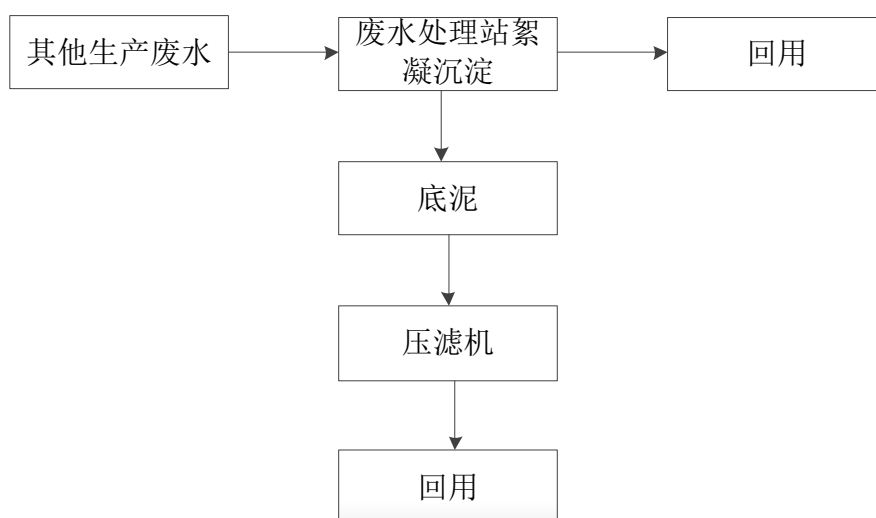 其他生产废水
废水处理站絮
凝沉淀
回用
底泥
压滤机
回用